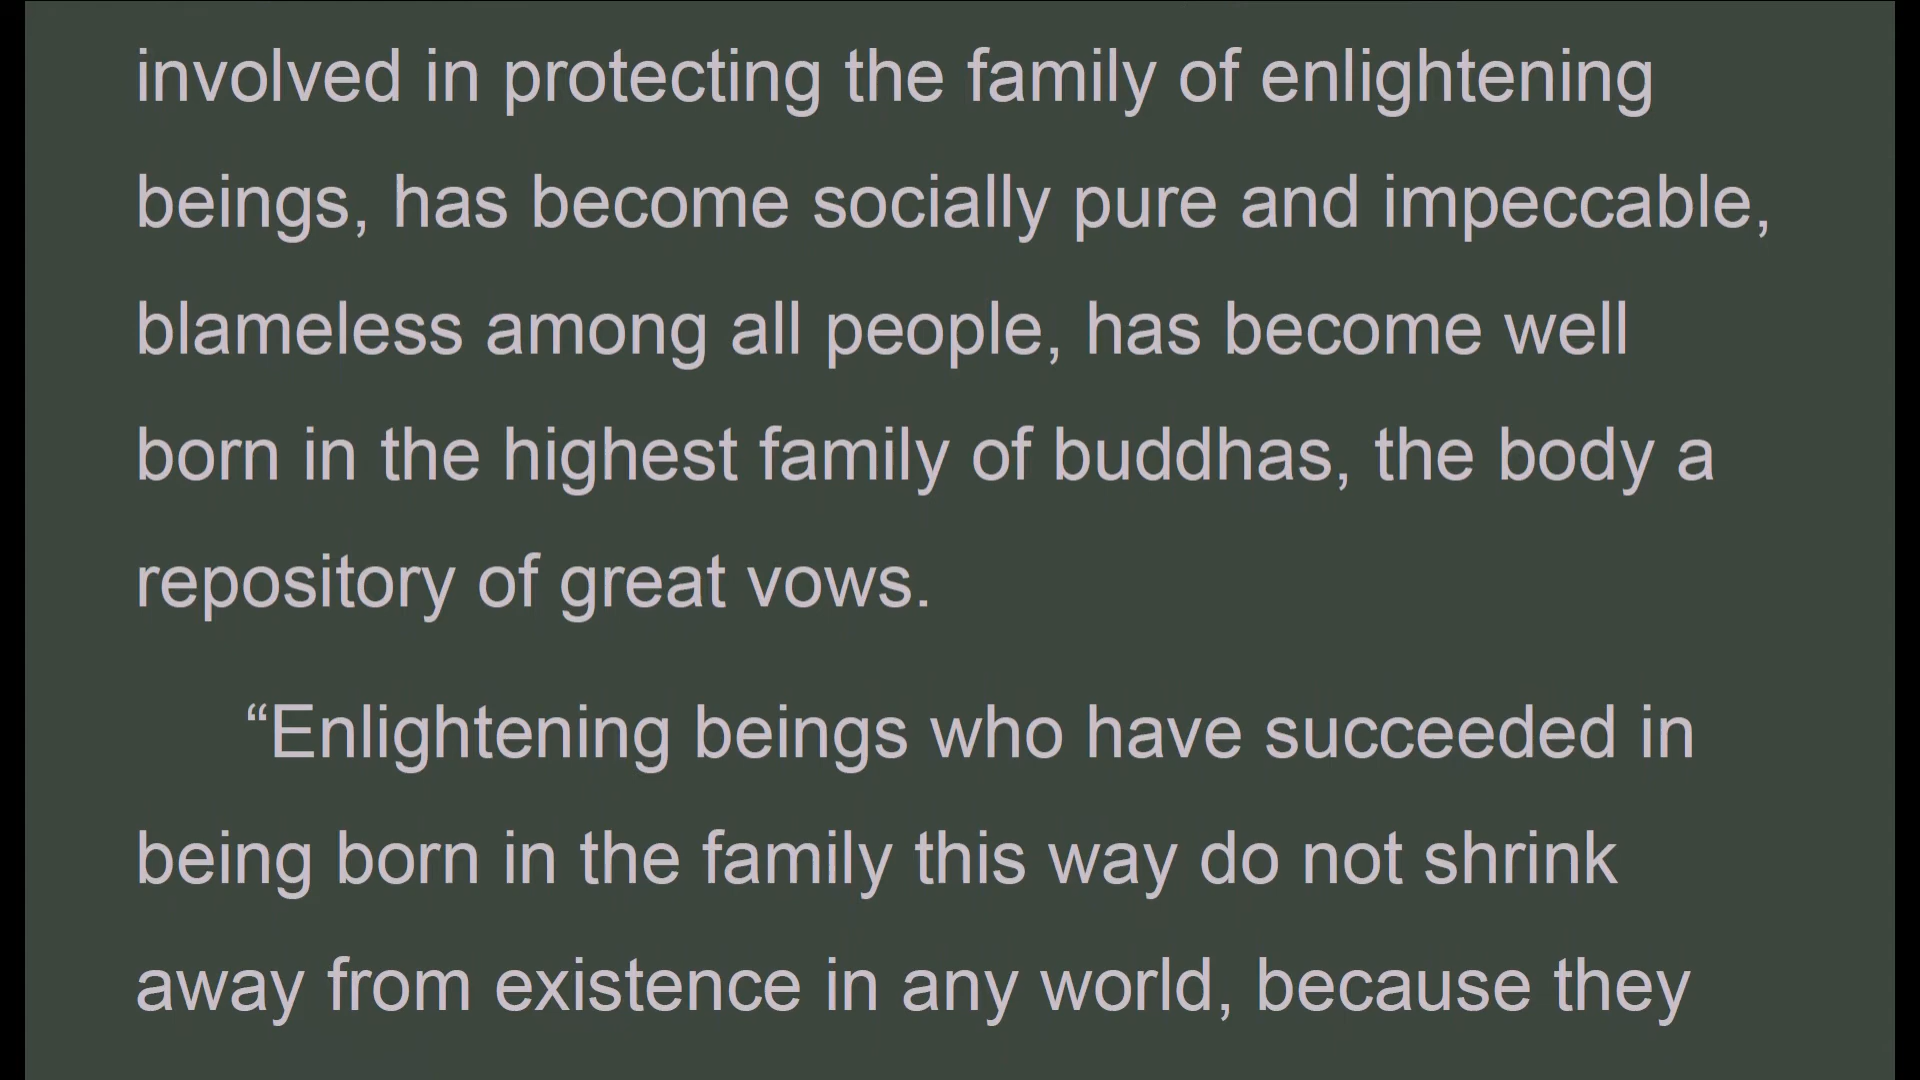 involved in protecting the family of enlightening
beings, has become socially pure and impeccable,
blameless among all people, has become well
born in the highest family of buddhas, the body a
repository of great vows.
“Enlightening beings who have succeeded in
being born in the family this way do not shrink
away from existence in any world, because they